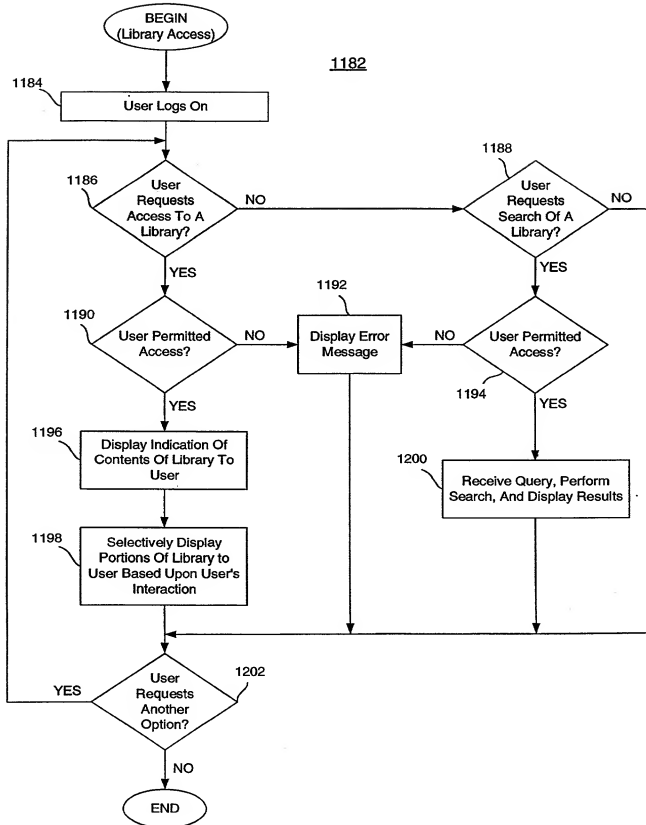 BEGIN
(Library Access)
1182
1184
User Logs On
1186
User
Requests
Access To A
Library?
NO
1188
User
Requests
Search Of A
Library?
NO
YES
YES
1190
User Permitted
Access?
NO
1192
Display Error
Message
NO
User Permitted
Access?
1194
YES
YES
1196
Display Indication Of
Contents Of Library To
User
1200
Receive Query, Perform
Search, And Display Results
1198
Selectively Display
Portions Of Library to
User Based Upon User's
Interaction
YES
User
Requests
Another
Option?
1202
NO
END